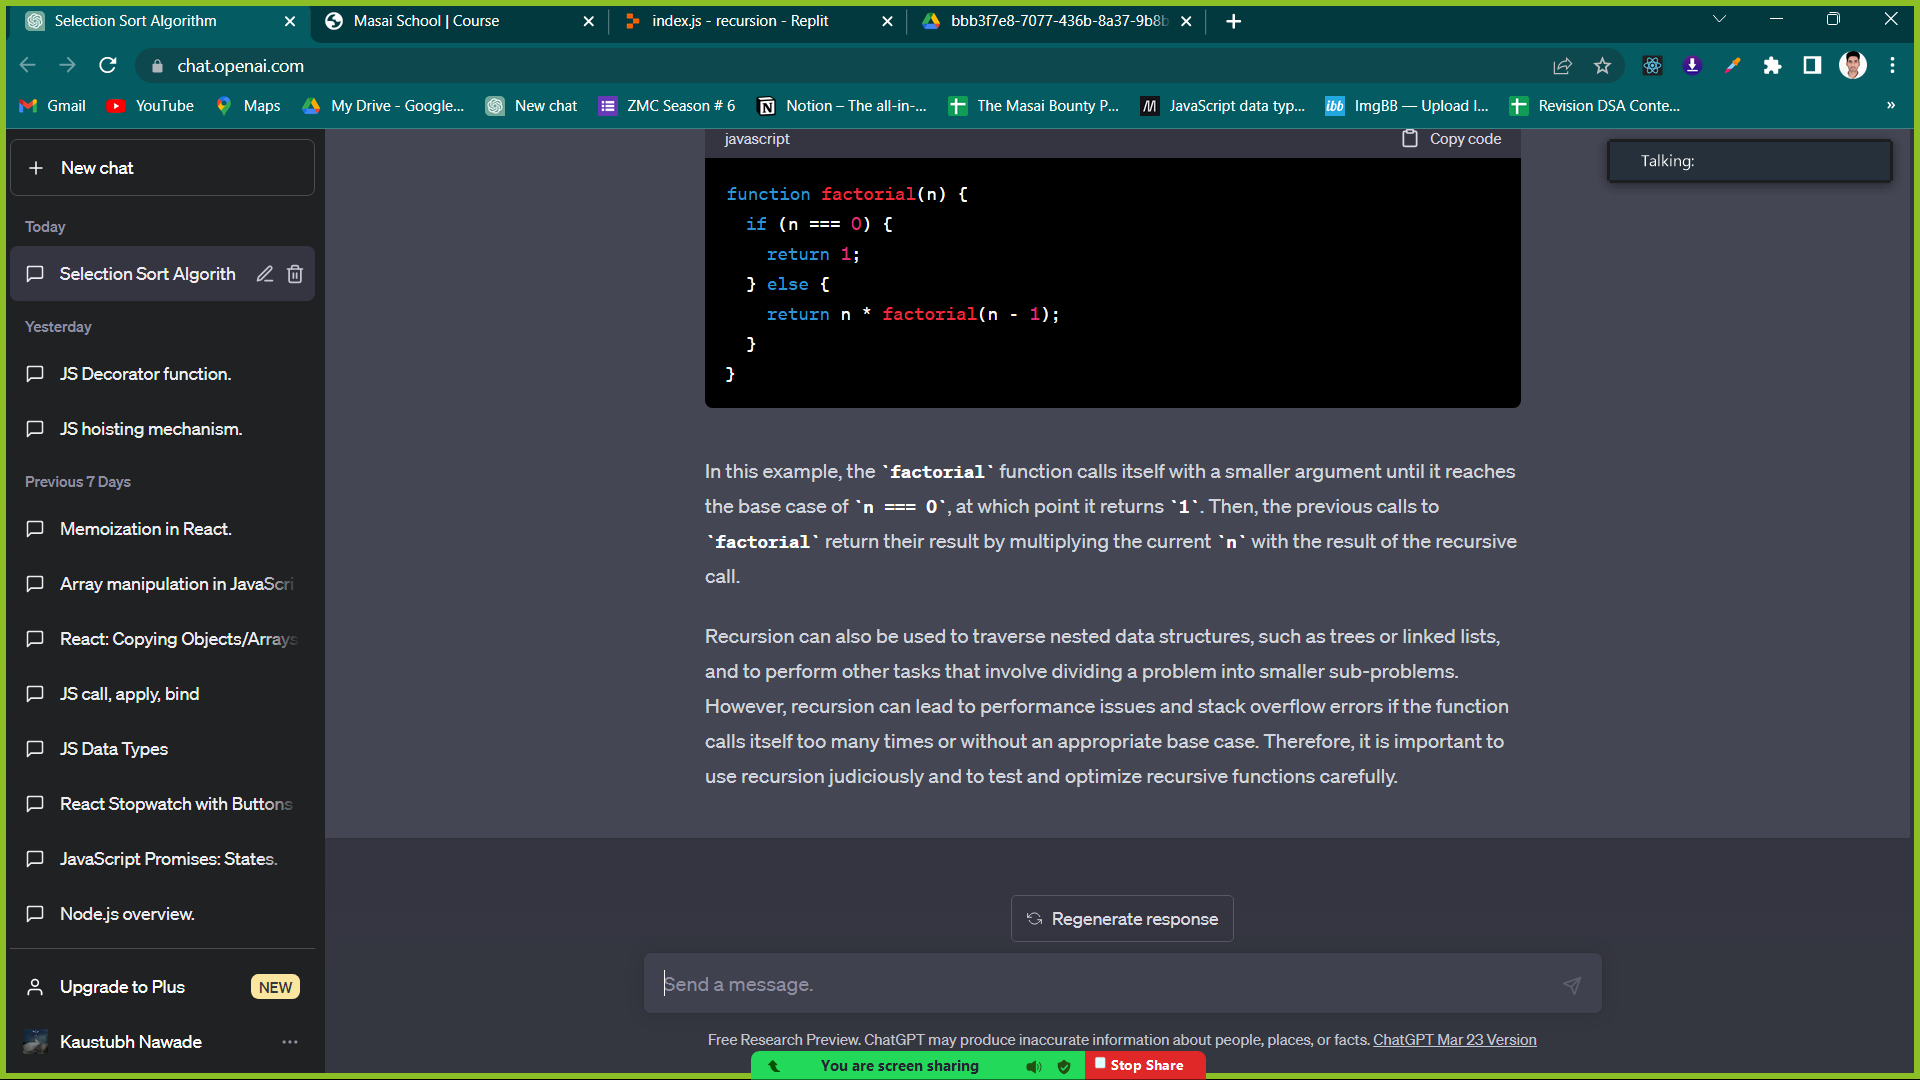 Selection Sort Algorithm
Masai School | Course
index.js - recursion - Replit
bbb3f7e8-7077-436b-8a37-9b8b
chat.openai.com
Gmail
YouTube
Maps
My Drive - Google...
New chat
ZMC Season # 6
Notion – The all-in-...
The Masai Bounty P...
JavaScript data typ...
ibb
ImgBB — Upload I...
Revision DSA Conte...
»
New chat
Today
Selection Sort Algorith
Yesterday
JS Decorator function.
JS hoisting mechanism.
Previous 7 Days
Memoization in React.
Array manipulation in JavaScri
React: Copying Objects/Arrays
JS call, apply, bind
JS Data Types
React Stopwatch with Buttons
JavaScript Promises: States.
Node.js overview.
Upgrade to Plus
NEW
Kaustubh Nawade
javascript
Copy code
function factorial(n) {
if (n === 0) {
return 1;
} else {
return n * factorial(n - 1);
}
}
In this example, the `factorial` function calls itself with a smaller argument until it reaches
the base case of `n === 0`, at which point it returns `1`. Then, the previous calls to
`factorial` return their result by multiplying the current `n` with the result of the recursive
call.
Recursion can also be used to traverse nested data structures, such as trees or linked lists,
and to perform other tasks that involve dividing a problem into smaller sub-problems.
However, recursion can lead to performance issues and stack overflow errors if the function
calls itself too many times or without an appropriate base case. Therefore, it is important to
use recursion judiciously and to test and optimize recursive functions carefully.
Talking:
Regenerate response
Send a message.
Free Research Preview. ChatGPT may produce inaccurate information about people, places, or facts. ChatGPT Mar 23 Version
You are screen sharing
Stop Share